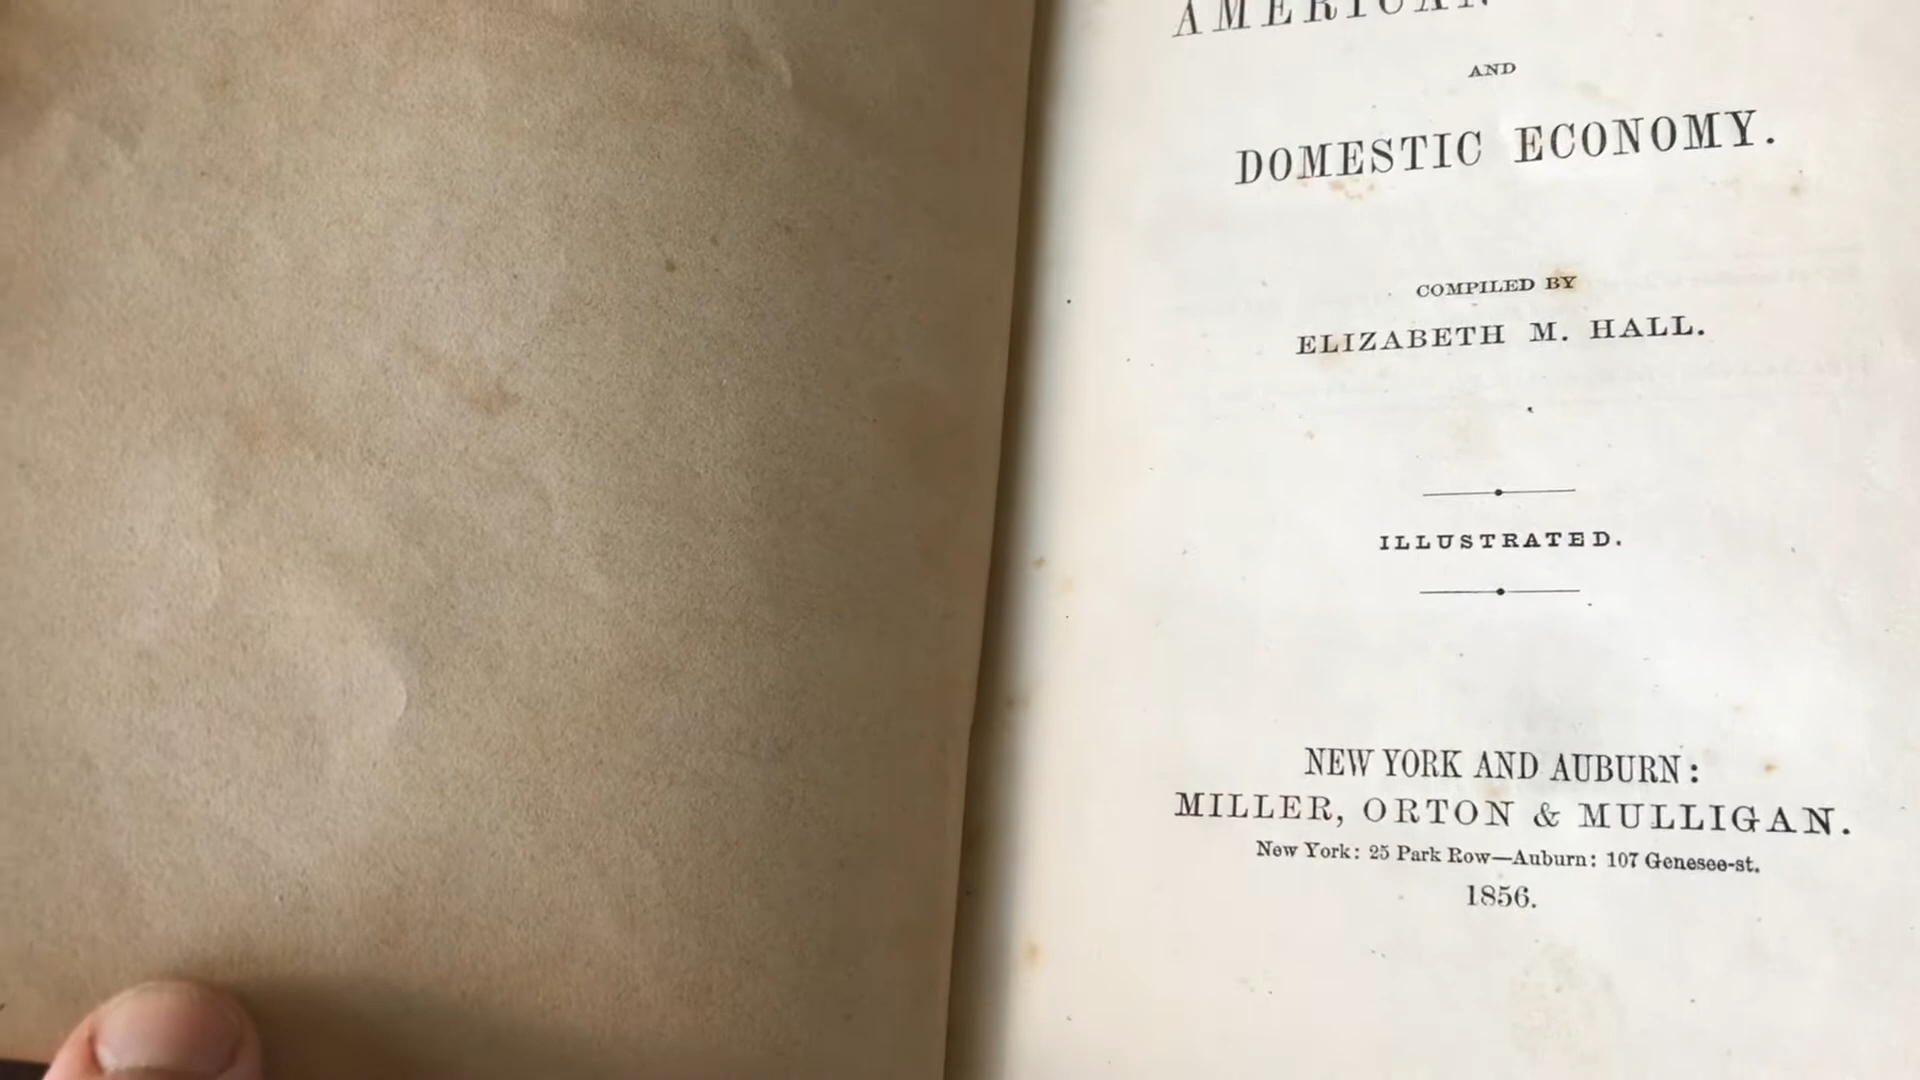 AMERICAN
AND
DOMESTIC ECONOMY.
COMPILED BY
ELIZABETH M. HALL.
ILLUSTRATED.
NEW YORK AND AUBURN:
MILLER, ORTON & MULLIGAN.
New York: 25 Park Row—Auburn: 107 Genesee-st.
1856.